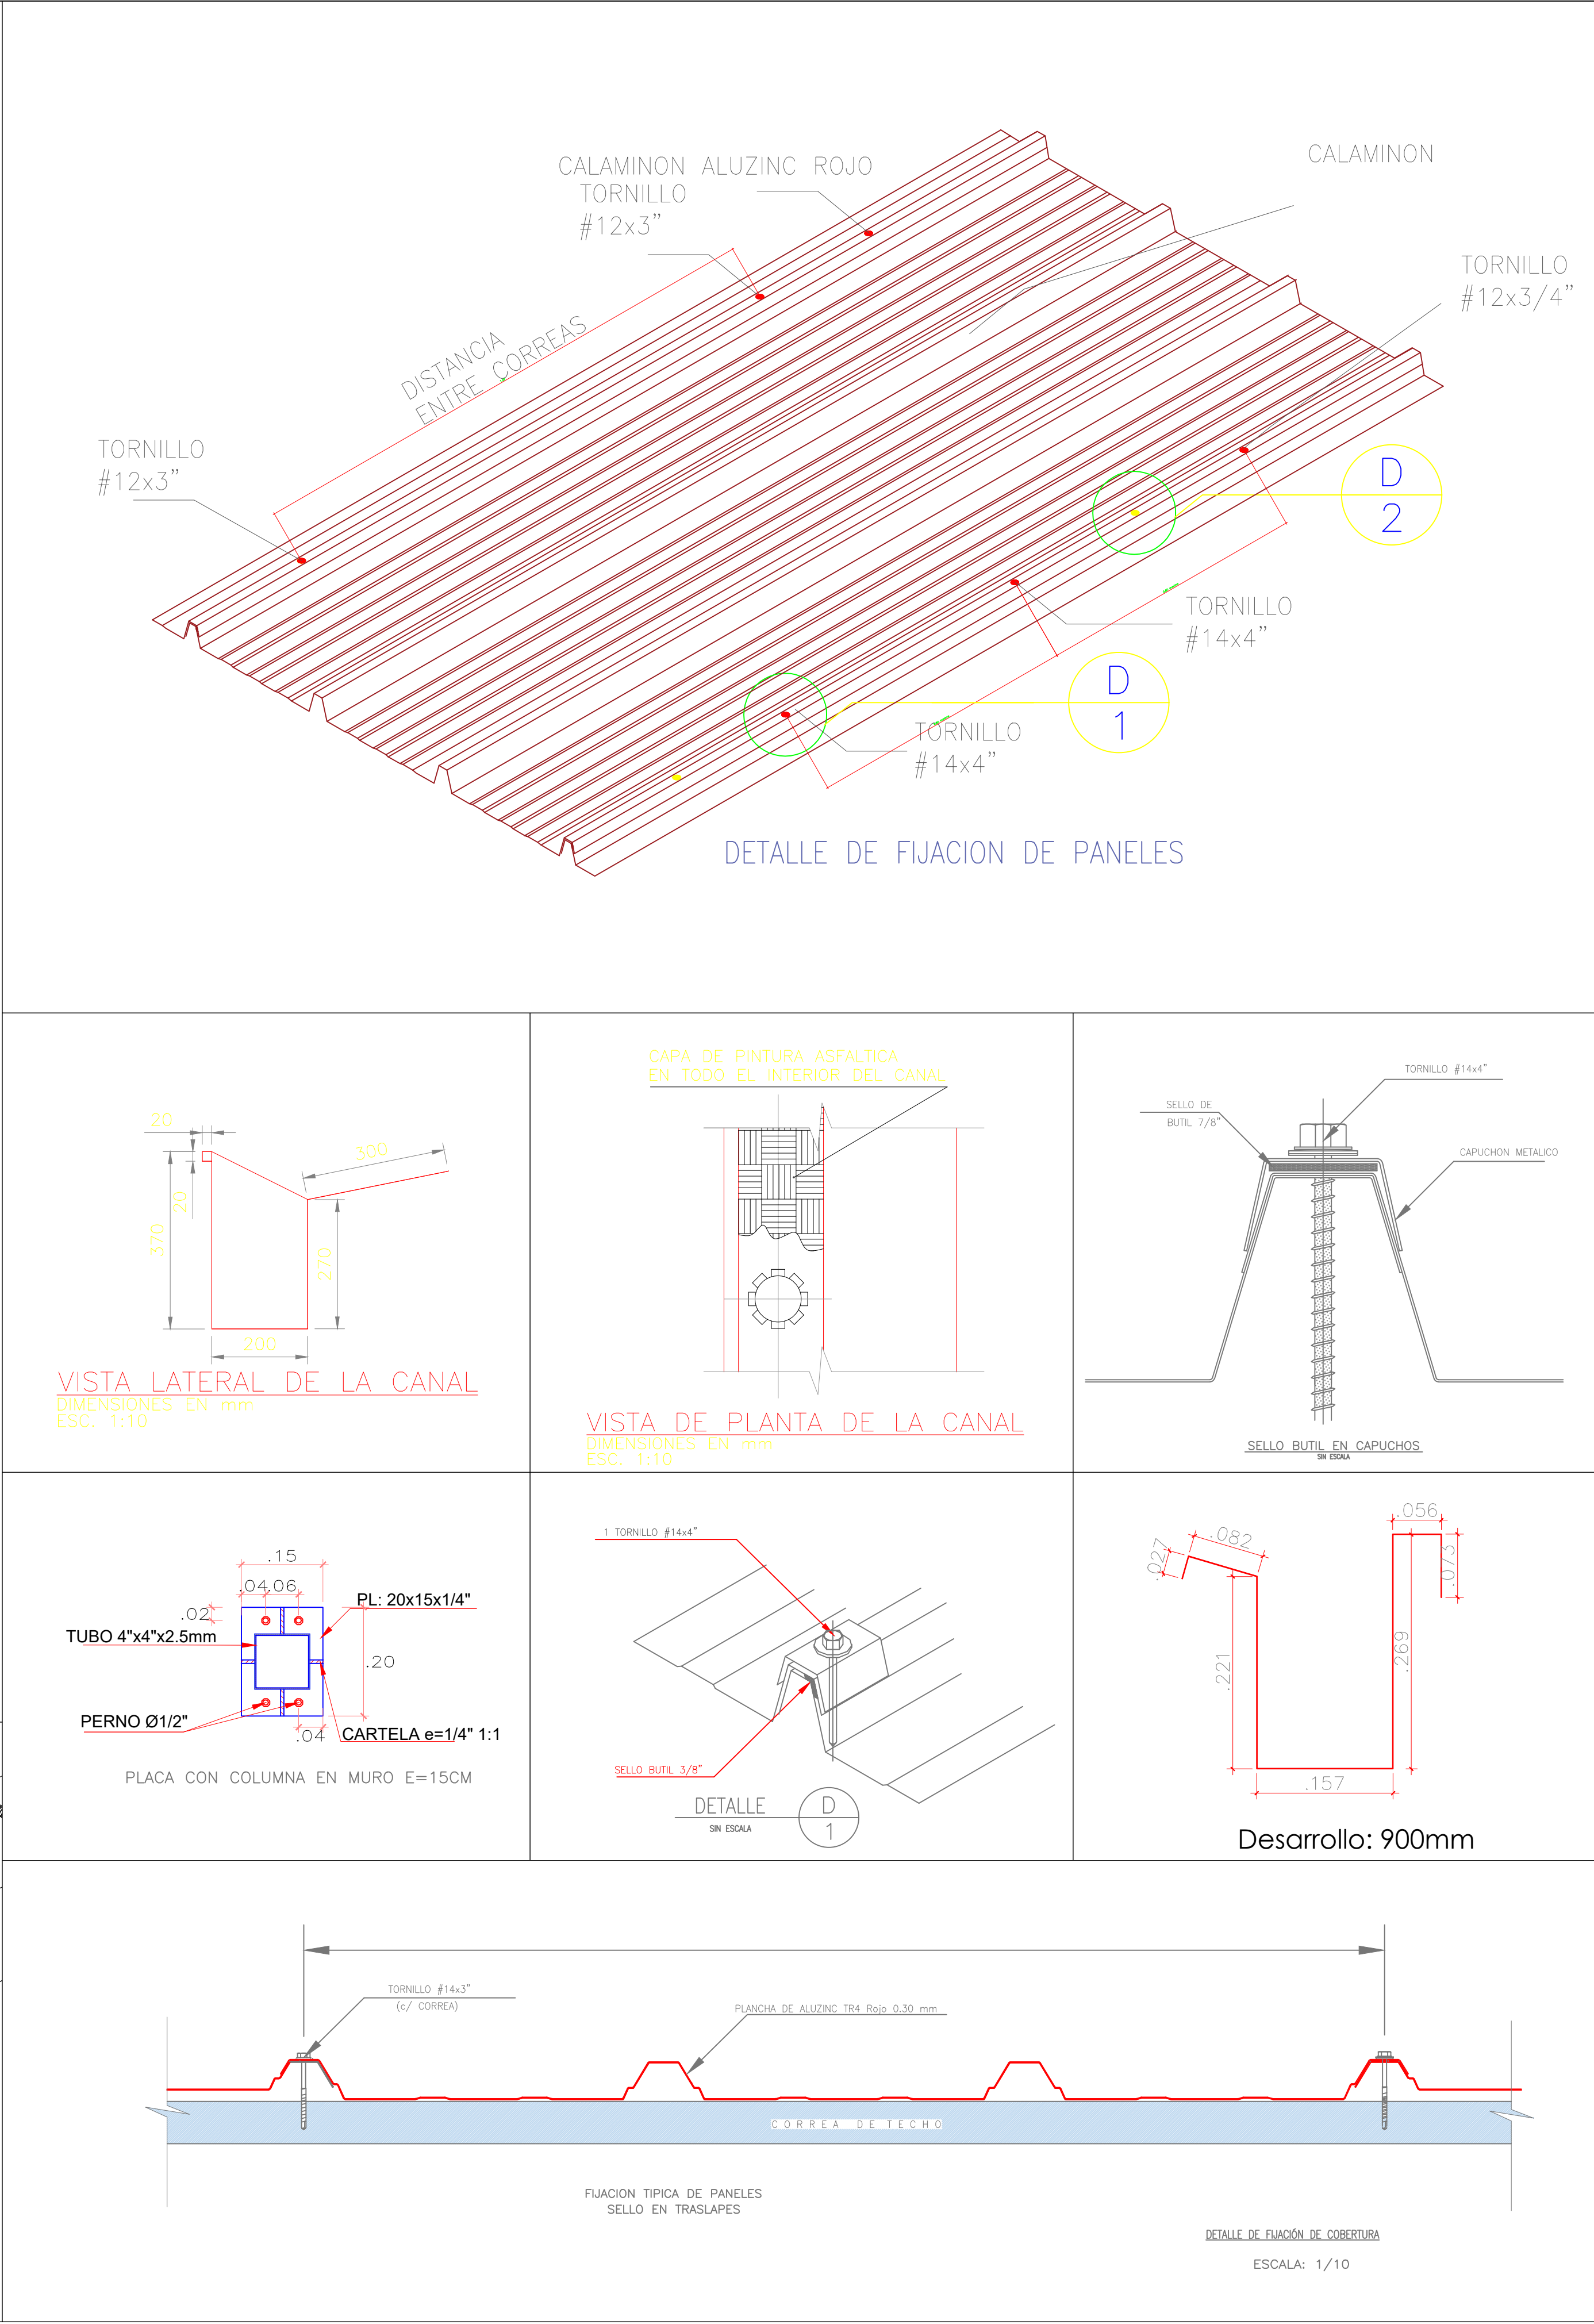 CALAMINON ALUZINC ROJO
TORNILLO
#12x3"
CALAMINON
TORNILLO
#12x3/4"
DISTANCIA
ENTRE CORREAS
TORNILLO
#12x3"
D
2
TORNILLO
#14x4"
D
1
TORNILLO
#14x4"
DETALLE DE FIJACION DE PANELES
20
300
20
370
270
200
VISTA LATERAL DE LA CANAL
DIMENSIONES EN mm
ESC. 1:10
CAPA DE PINTURA ASFALTICA
EN TODO EL INTERIOR DEL CANAL
VISTA DE PLANTA DE LA CANAL
DIMENSIONES EN mm
ESC. 1:10
TORNILLO #14x4"
SELLO DE
BUTIL 7/8"
CAPUCHON METALICO
SELLO BUTIL EN CAPUCHOS
SIN ESCALA
.15
.04
.06
PL: 20x15x1/4"
.02
TUBO 4"x4"x2.5mm
.20
PERNO Ø1/2"
.04
CARTELA e=1/4" 1:1
PLACA CON COLUMNA EN MURO E=15CM
1 TORNILLO #14x4"
SELLO BUTIL 3/8"
DETALLE
SIN ESCALA
D
1
.056
.082
.027
.073
.221
.269
.157
Desarrollo: 900mm
TORNILLO #14x3"
(c/ CORREA)
PLANCHA DE ALUZINC TR4 Rojo 0.30 mm
CORREA DE TECHO
FIJACION TIPICA DE PANELES
SELLO EN TRASLAPES
DETALLE DE FIJACIÓN DE COBERTURA
ESCALA: 1/10